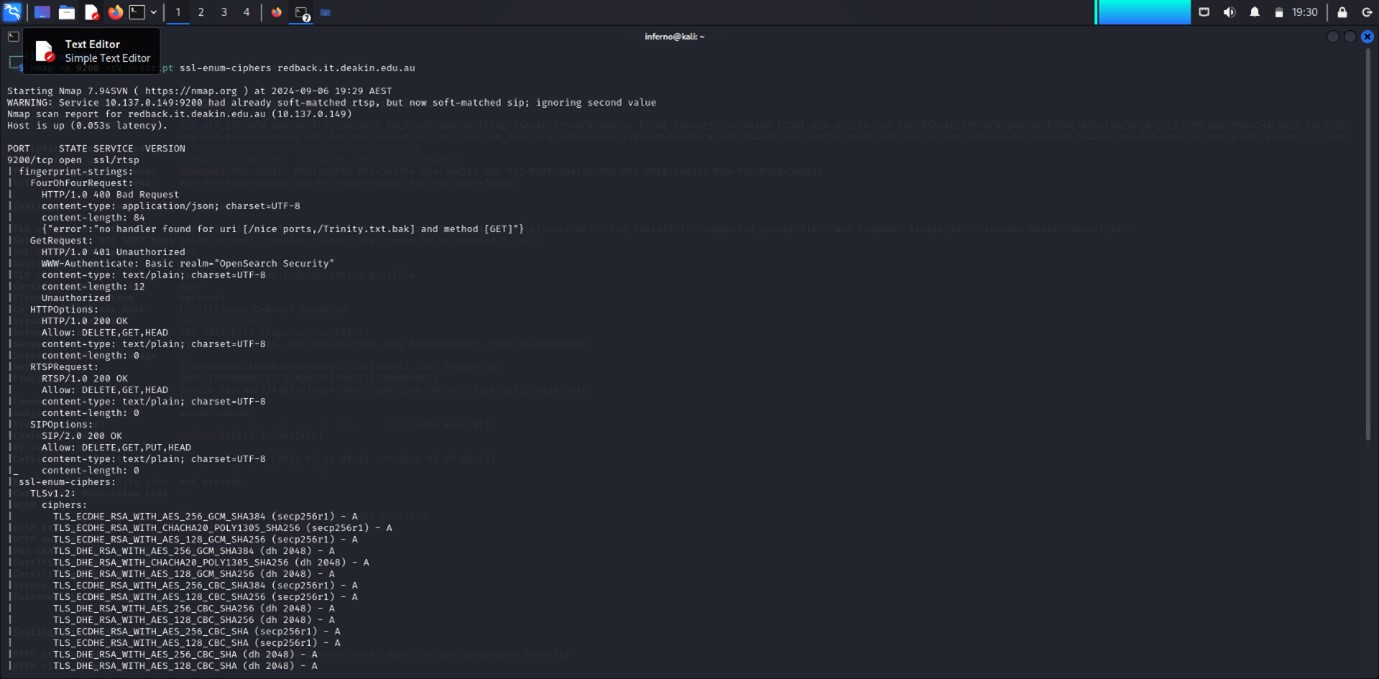 1 2 3 4 7 19:30
inferno@kali: ~
Text Editor
Simple Text Editor
ssl-enum-ciphers redback.it.deakin.edu.au
Starting Nmap 7.94SVN ( https://nmap.org ) at 2024-09-06 19:29 AEST
WARNING: Service 10.137.0.149:9200 had already soft-matched rtsp, but now soft-matched sip; ignoring second value
Nmap scan report for redback.it.deakin.edu.au (10.137.0.149)
Host is up (0.053s latency).
PORT     STATE SERVICE  VERSION
9200/tcp open  ssl/rtsp
| fingerprint-strings:
|   FourOhFourRequest:
|     HTTP/1.0 400 Bad Request
|     content-type: application/json; charset=UTF-8
|     content-length: 84
|     {"error":"no handler found for uri [/nice ports,/Trinity.txt.bak] and method [GET]"}
|   GetRequest:
|     HTTP/1.0 401 Unauthorized
|     WWW-Authenticate: Basic realm="OpenSearch Security"
|     content-type: text/plain; charset=UTF-8
|     content-length: 12
|     Unauthorized
|   HTTPOptions:
|     HTTP/1.0 200 OK
|     Allow: DELETE,GET,HEAD
|     content-type: text/plain; charset=UTF-8
|     content-length: 0
|   RTSPRequest:
|     RTSP/1.0 200 OK
|     Allow: DELETE,GET,HEAD
|     content-type: text/plain; charset=UTF-8
|     content-length: 0
|   SIPOptions:
|     SIP/2.0 200 OK
|     Allow: DELETE,GET,PUT,HEAD
|     content-type: text/plain; charset=UTF-8
|_    content-length: 0
| ssl-enum-ciphers:
|   TLSv1.2:
|     ciphers:
|       TLS_ECDHE_RSA_WITH_AES_256_GCM_SHA384 (secp256r1) - A
|       TLS_ECDHE_RSA_WITH_CHACHA20_POLY1305_SHA256 (secp256r1) - A
|       TLS_ECDHE_RSA_WITH_AES_128_GCM_SHA256 (secp256r1) - A
|       TLS_DHE_RSA_WITH_AES_256_GCM_SHA384 (dh 2048) - A
|       TLS_DHE_RSA_WITH_CHACHA20_POLY1305_SHA256 (dh 2048) - A
|       TLS_DHE_RSA_WITH_AES_128_GCM_SHA256 (dh 2048) - A
|       TLS_ECDHE_RSA_WITH_AES_256_CBC_SHA384 (secp256r1) - A
|       TLS_ECDHE_RSA_WITH_AES_128_CBC_SHA256 (secp256r1) - A
|       TLS_DHE_RSA_WITH_AES_256_CBC_SHA256 (dh 2048) - A
|       TLS_DHE_RSA_WITH_AES_128_CBC_SHA256 (dh 2048) - A
|       TLS_ECDHE_RSA_WITH_AES_256_CBC_SHA (secp256r1) - A
|       TLS_ECDHE_RSA_WITH_AES_128_CBC_SHA (secp256r1) - A
|       TLS_DHE_RSA_WITH_AES_256_CBC_SHA (dh 2048) - A
|       TLS_DHE_RSA_WITH_AES_128_CBC_SHA (dh 2048) - A